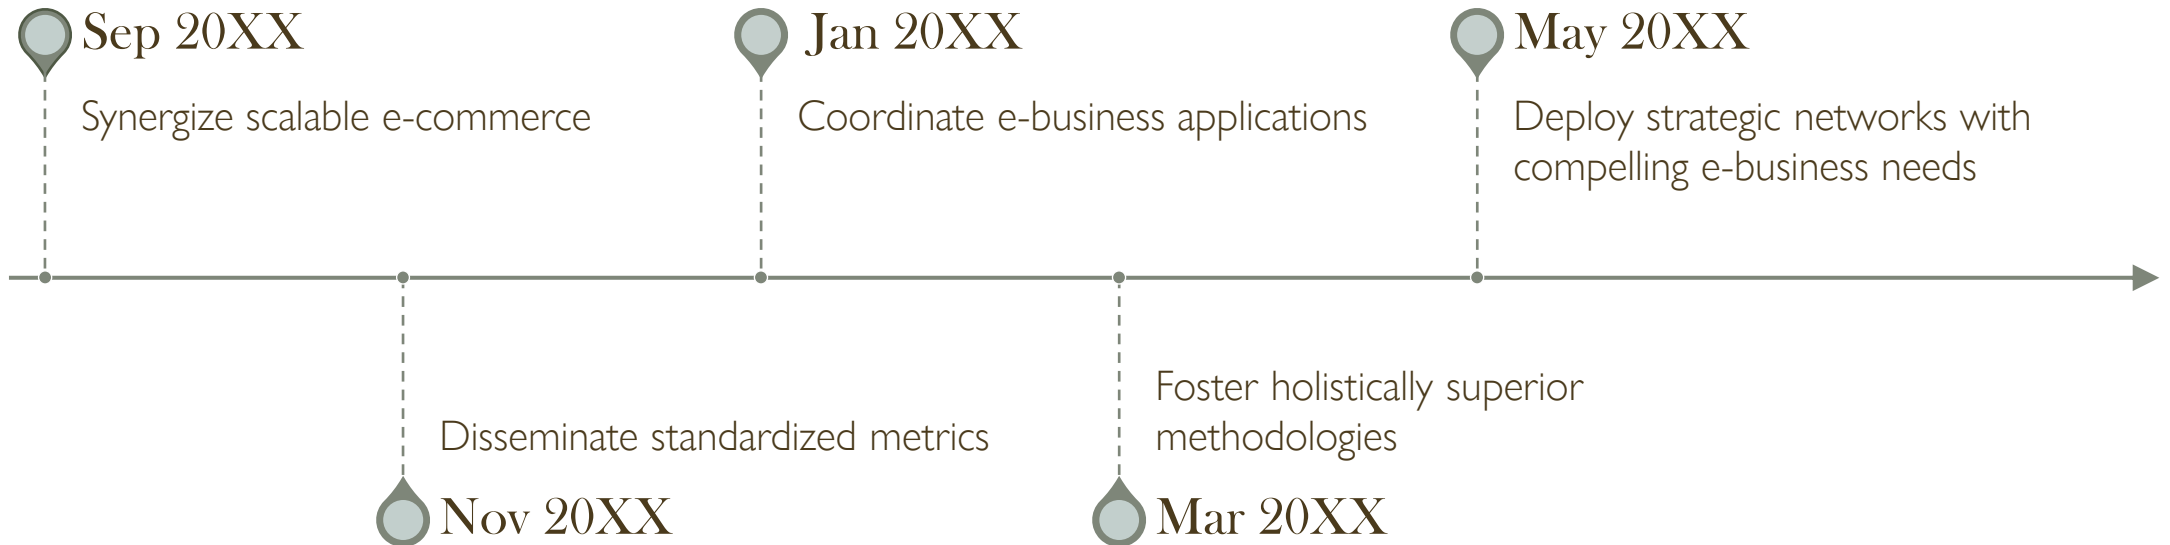 Sep 20XX
Synergize scalable e-commerce
Disseminate standardized metrics
Nov 20XX
Jan 20XX
Coordinate e-business applications
Foster holistically superior
methodologies
Mar 20XX
May 20XX
Deploy strategic networks with
compelling e-business needs